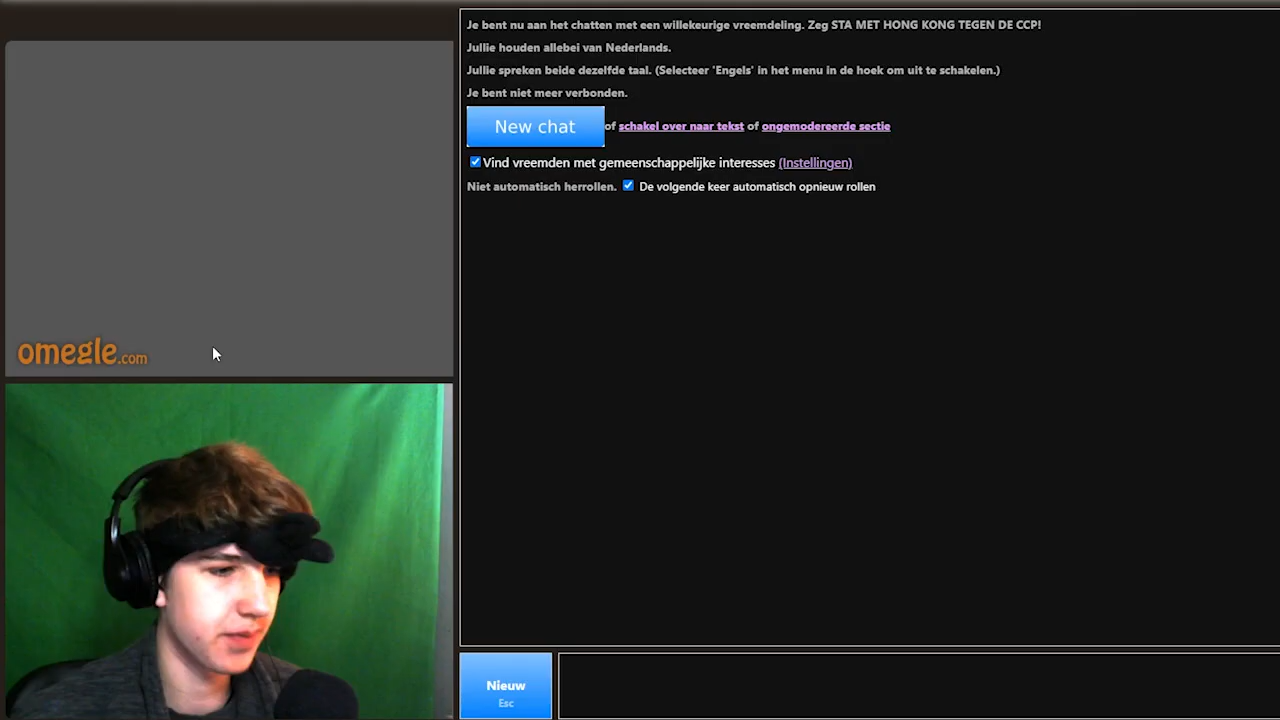 Je bent nu aan het chatten met een willekeurige vreemdeling. Zeg STA MET HONG KONG TEGEN DE CCP!
Jullie houden allebei van Nederlands.
Jullie spreken beide dezelfde taal. (Selecteer 'Engels' in het menu in de hoek om uit te schakelen.)
Je bent niet meer verbonden.
New chat of schakel over naar tekst of ongemodereerde sectie
Vind vreemden met gemeenschappelijke interesses (Instellingen)
Niet automatisch herrollen. De volgende keer automatisch opnieuw rollen
omegle.com
Nieuw
Esc